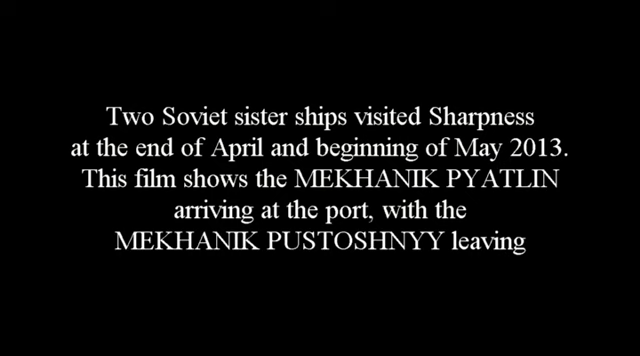 Two Soviet sister ships visited Sharpness
at the end of April and beginning of May 2013.
This film shows the MEKHANIK PYATLIN
arriving at the port, with the
MEKHANIK PUSTOSHNYY leaving